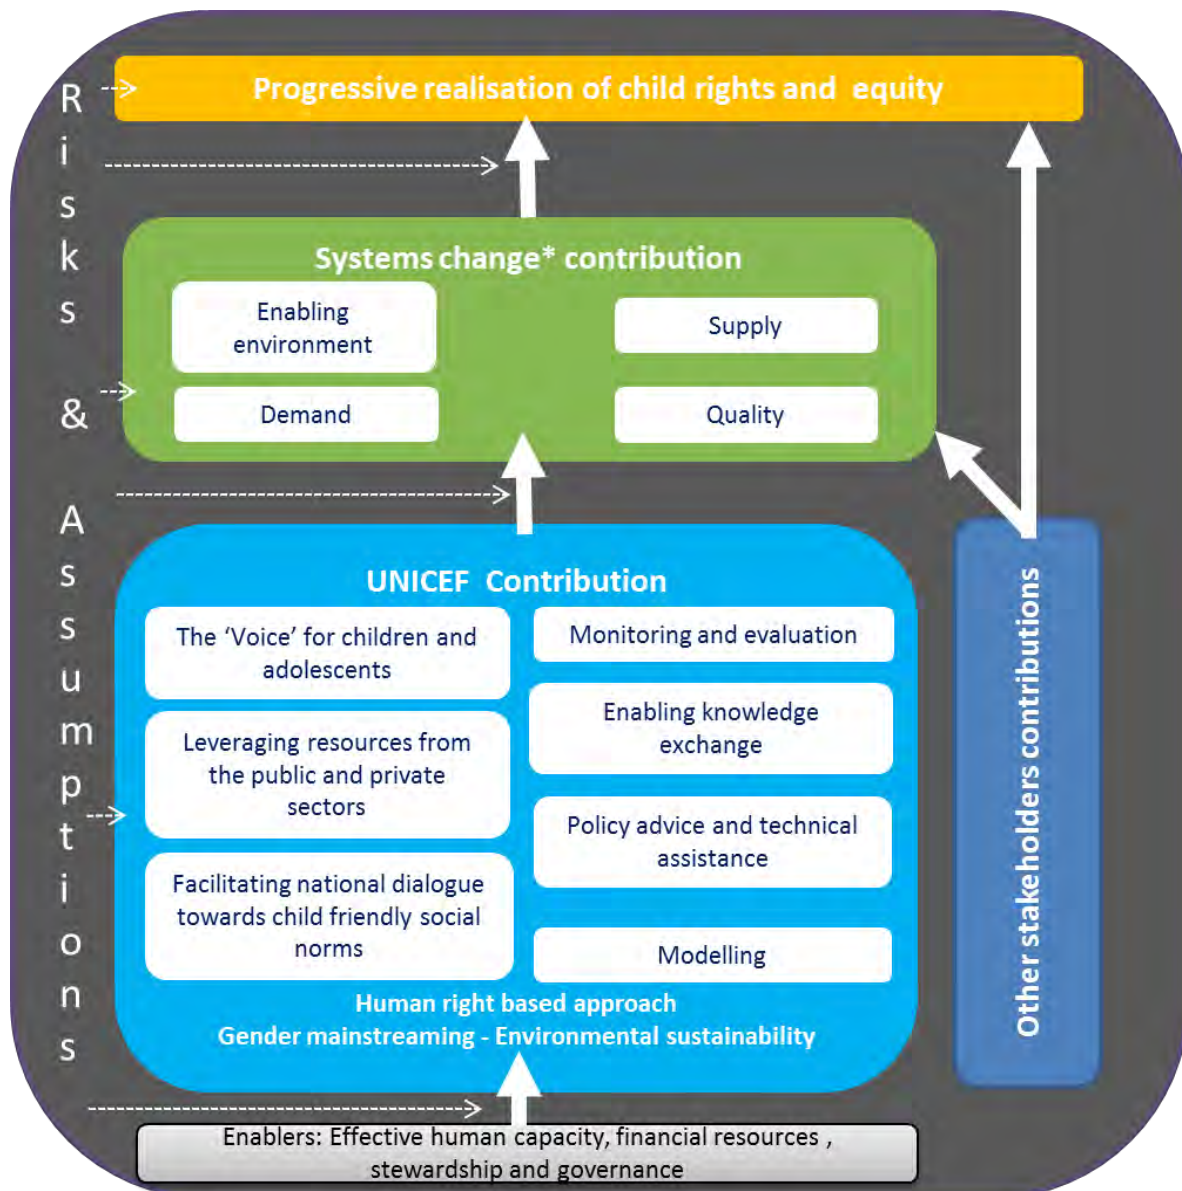 Risks & Assumptions
Progressive realisation of child rights and equity
Systems change* contribution
Enabling
environment
Supply
Demand
Quality
UNICEF Contribution
The ‘Voice’ for children and
adolescents
Monitoring and evaluation
Leveraging resources from
the public and private
sectors
Enabling knowledge
exchange
Policy advice and technical
assistance
Facilitating national dialogue
towards child friendly social
norms
Modelling
Human right based approach
Gender mainstreaming - Environmental sustainability
Other stakeholders contributions
Enablers: Effective human capacity, financial resources ,
stewardship and governance